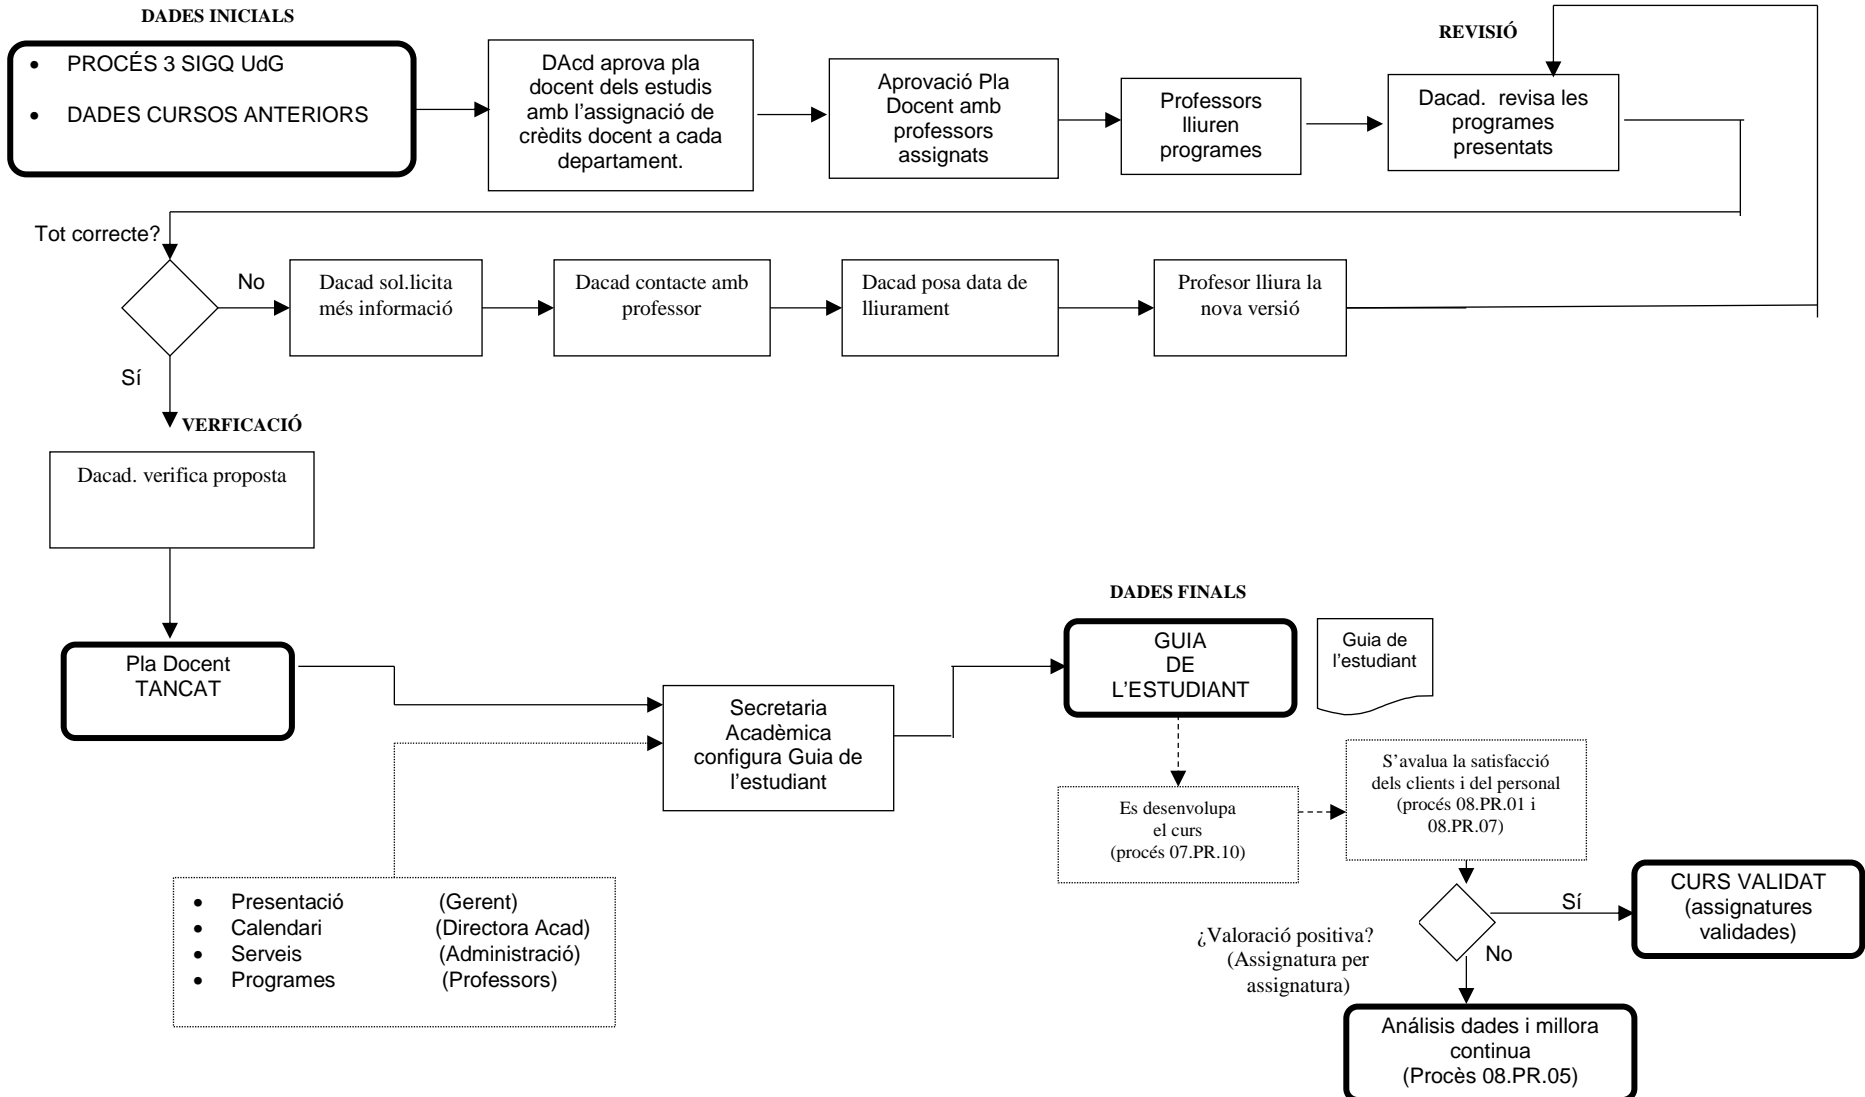 DADES INICIALS
• PROCÉS 3 SIGQ UdG
• DADES CURSOS ANTERIORS
DAcd aprova pla
docent dels estudis
amb l’assignació de
crèdits docent a cada
departament.
Aprovació Pla
Docent amb
professors
assignats
Professors
lliuren
programes
REVISIÓ
Dacad. revisa les
programes
presentats
Tot correcte?
No
Dacad sol.licita
més informació
Dacad contacte amb
professor
Dacad posa data de
lliurament
Profesor lliura la
nova versió
Sí
VERFICACIÓ
Dacad. verifica proposta
Pla Docent
TANCAT
Secretaria
Acadèmica
configura Guia de
l’estudiant
• Presentació (Gerent)
• Calendari (Directora Acad)
• Serveis (Administració)
• Programes (Professors)
DADES FINALS
GUIA
DE
L’ESTUDIANT
Guia de
l’estudiant
Es desenvolupa
el curs
(procés 07.PR.10)
S’avalua la satisfacció
dels clients i del personal
(procés 08.PR.01 i
08.PR.07)
¿Valoració positiva?
(Assignatura per
assignatura)
Sí
No
CURS VALIDAT
(assignatures
validades)
Análisis dades i millora
continua
(Procès 08.PR.05)